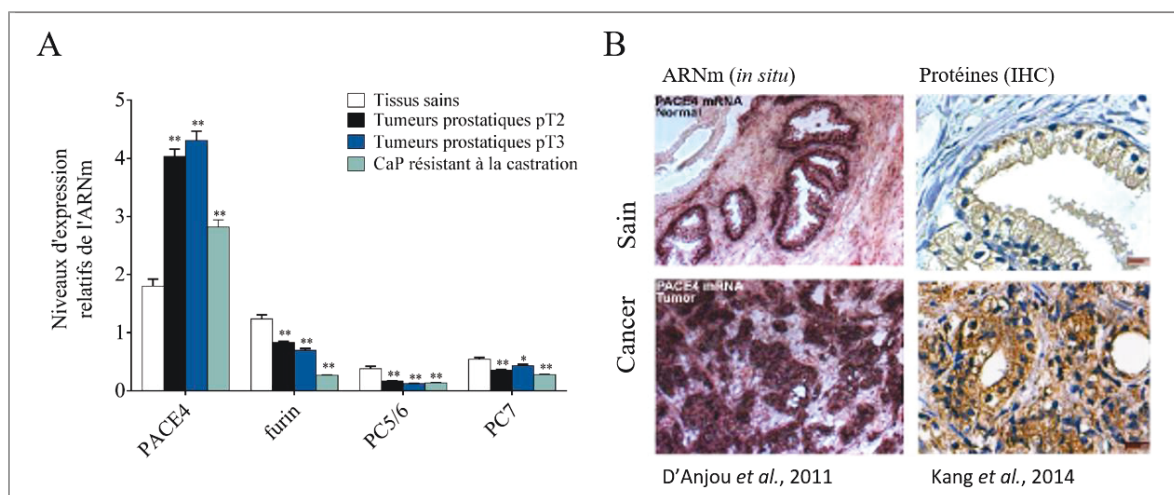 A
Niveaux d'expression
relatifs de l'ARNm
5
4
3
2
1
0
** **
**
** **
**
** ** **
** * **
Tissus sains
Tumeurs prostatiques pT2
Tumeurs prostatiques pT3
CaP résistant à la castration
PACE4
furin
PC5/6
PC7
B
ARNm (in situ)
Protéines (IHC)
Sain
PACE4 mRNA
Normal
Cancer
PACE4 mRNA
Tumor
D'Anjou et al., 2011
Kang et al., 2014